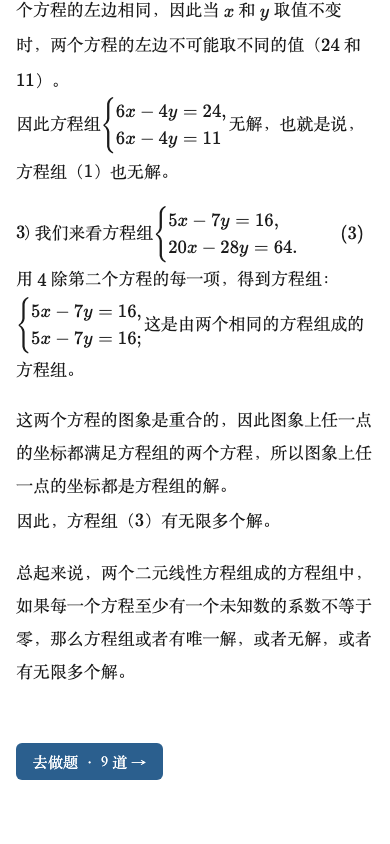 个方程的左边相同，因此当 x 和 y 取值不变
时，两个方程的左边不可能取不同的值（24 和
11）。
因此方程组{6x − 4y = 24, 6x − 4y = 11 无解，也就是说，
方程组（1）也无解。
3) 我们来看方程组{5x − 7y = 16, 20x − 28y = 64. (3)
用 4 除第二个方程的每一项，得到方程组：
{5x − 7y = 16, 5x − 7y = 16; 这是由两个相同的方程组成的
方程组。
这两个方程的图象是重合的，因此图象上任一点
的坐标都满足方程组的两个方程，所以图象上任
一点的坐标都是方程组的解。
因此，方程组（3）有无限多个解。
总起来说，两个二元线性方程组成的方程组中，
如果每一个方程至少有一个未知数的系数不等于
零，那么方程组或者有唯一解，或者无解，或者
有无限多个解。
去做题 · 9 道 →